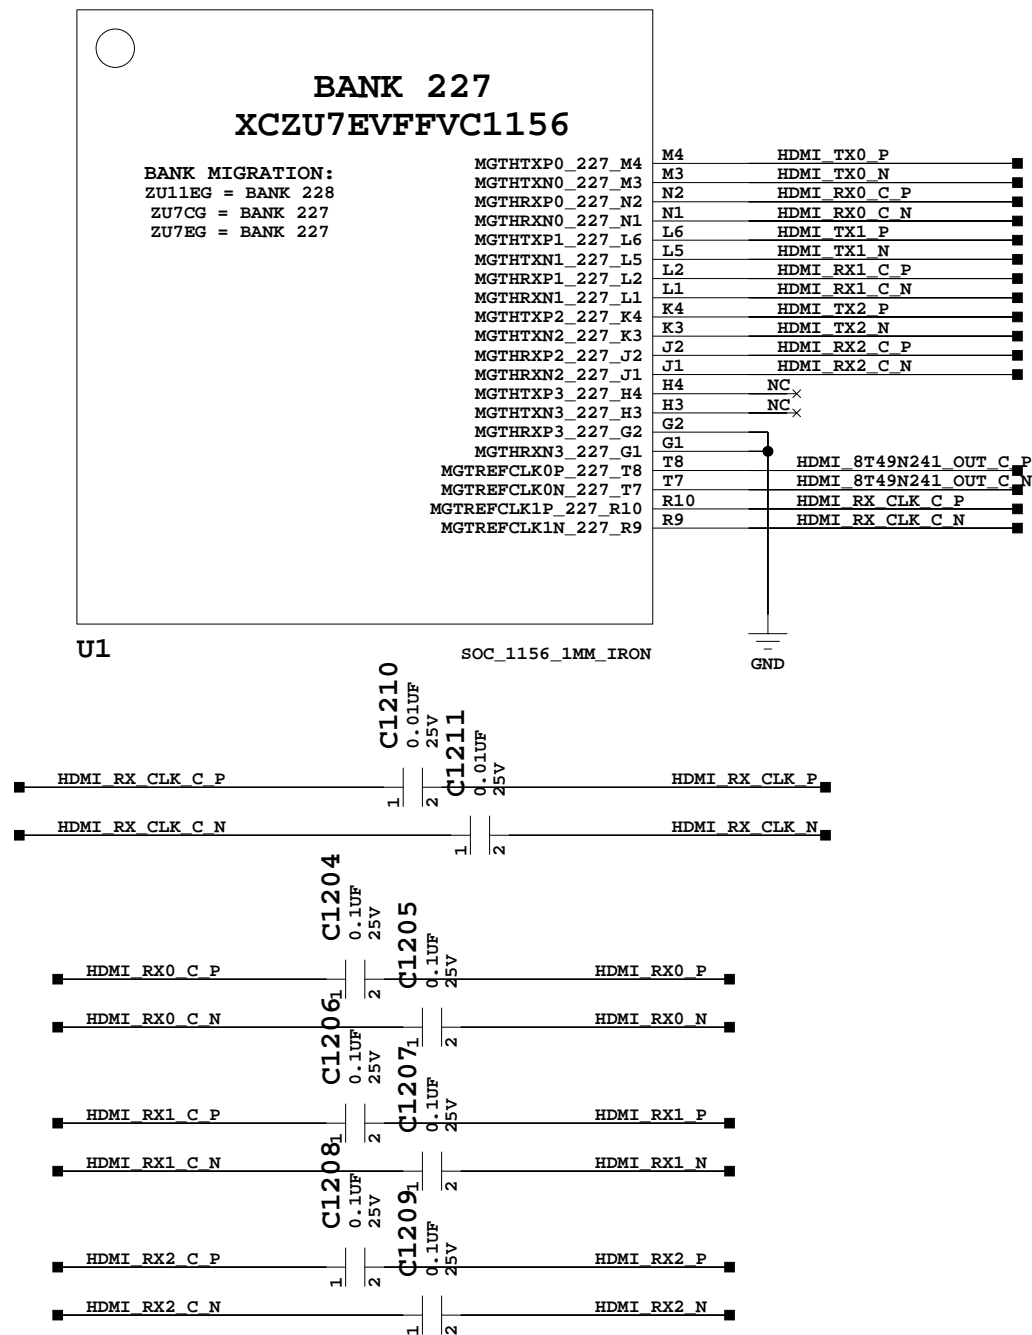 BANK 227
XCZU7EVFFVC1156
BANK MIGRATION:
ZU11EG = BANK 228
ZU7CG = BANK 227
ZU7EG = BANK 227
MGTHTXP0_227_M4 M4 HDMI_TX0_P
MGTHTXN0_227_M3 M3 HDMI_TX0_N
MGTHRXP0_227_N2 N2 HDMI_RX0_C_P
MGTHRXN0_227_N1 N1 HDMI_RX0_C_N
MGTHTXP1_227_L6 L6 HDMI_TX1_P
MGTHTXN1_227_L5 L5 HDMI_TX1_N
MGTHRXP1_227_L2 L2 HDMI_RX1_C_P
MGTHRXN1_227_L1 L1 HDMI_RX1_C_N
MGTHTXP2_227_K4 K4 HDMI_TX2_P
MGTHTXN2_227_K3 K3 HDMI_TX2_N
MGTHRXP2_227_J2 J2 HDMI_RX2_C_P
MGTHRXN2_227_J1 J1 HDMI_RX2_C_N
MGTHTXP3_227_H4 H4 NC
MGTHTXN3_227_H3 H3 NC
MGTHRXP3_227_G2 G2
MGTHRXN3_227_G1 G1
MGTREFCLK0P_227_T8 T8 HDMI_8T49N241_OUT_C_P
MGTREFCLK0N_227_T7 T7 HDMI_8T49N241_OUT_C_N
MGTREFCLK1P_227_R10 R10 HDMI_RX_CLK_C_P
MGTREFCLK1N_227_R9 R9 HDMI_RX_CLK_C_N
U1
SOC_1156_1MM_IRON
GND
C1210
0.01UF
25V
HDMI_RX_CLK_C_P 1 2 HDMI_RX_CLK_P
C1211
0.01UF
25V
HDMI_RX_CLK_C_N 1 2 HDMI_RX_CLK_N
C1204
0.1UF
25V
HDMI_RX0_C_P 1 2 HDMI_RX0_P
C1205
0.1UF
25V
HDMI_RX0_C_N 1 2 HDMI_RX0_N
C1206
0.1UF
25V
HDMI_RX1_C_P 1 2 HDMI_RX1_P
C1207
0.1UF
25V
HDMI_RX1_C_N 1 2 HDMI_RX1_N
C1208
0.1UF
25V
HDMI_RX2_C_P 1 2 HDMI_RX2_P
C1209
0.1UF
25V
HDMI_RX2_C_N 1 2 HDMI_RX2_N